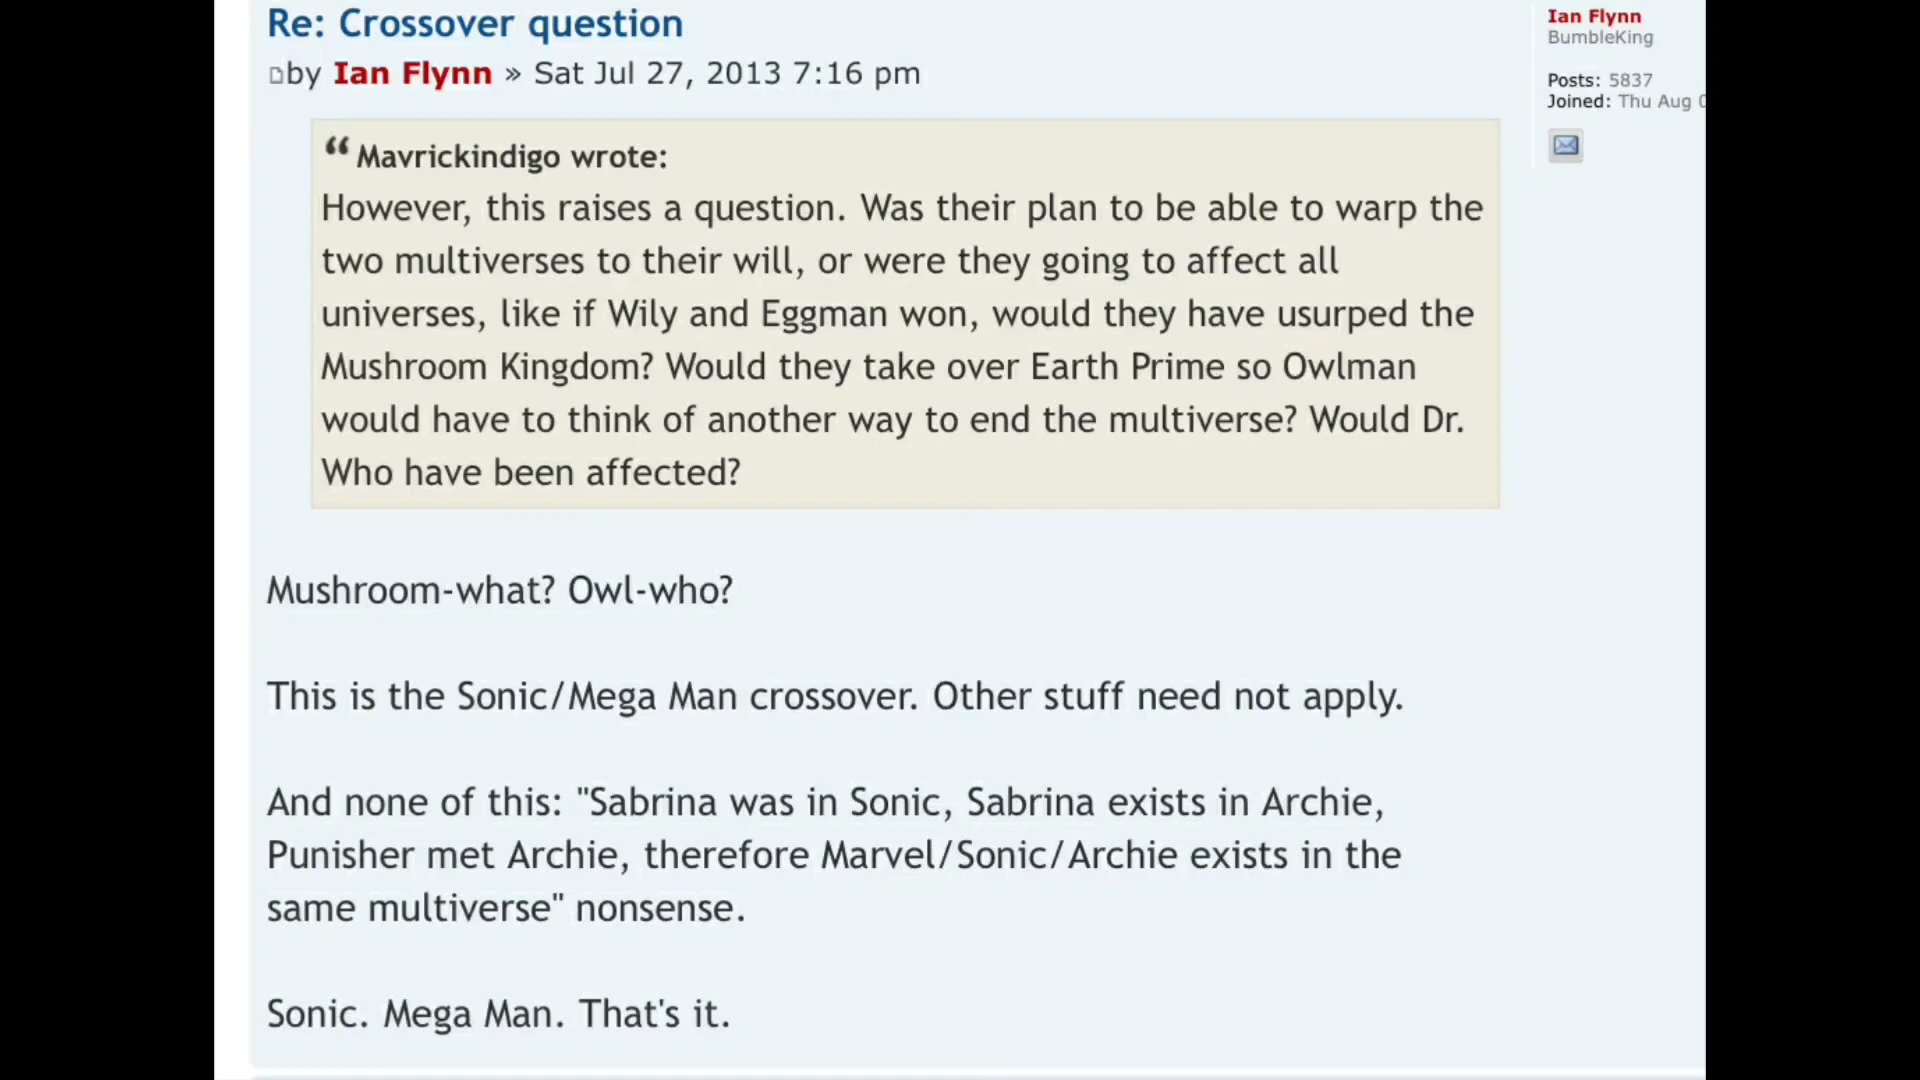 Re: Crossover question
by Ian Flynn » Sat Jul 27, 2013 7:16 pm
“ Mavrickindigo wrote:
However, this raises a question. Was their plan to be able to warp the
two multiverses to their will, or were they going to affect all
universes, like if Wily and Eggman won, would they have usurped the
Mushroom Kingdom? Would they take over Earth Prime so Owlman
would have to think of another way to end the multiverse? Would Dr.
Who have been affected?
Mushroom-what? Owl-who?
This is the Sonic/Mega Man crossover. Other stuff need not apply.
And none of this: "Sabrina was in Sonic, Sabrina exists in Archie,
Punisher met Archie, therefore Marvel/Sonic/Archie exists in the
same multiverse" nonsense.
Sonic. Mega Man. That's it.
Ian Flynn
BumbleKing
Posts: 5837
Joined: Thu Aug